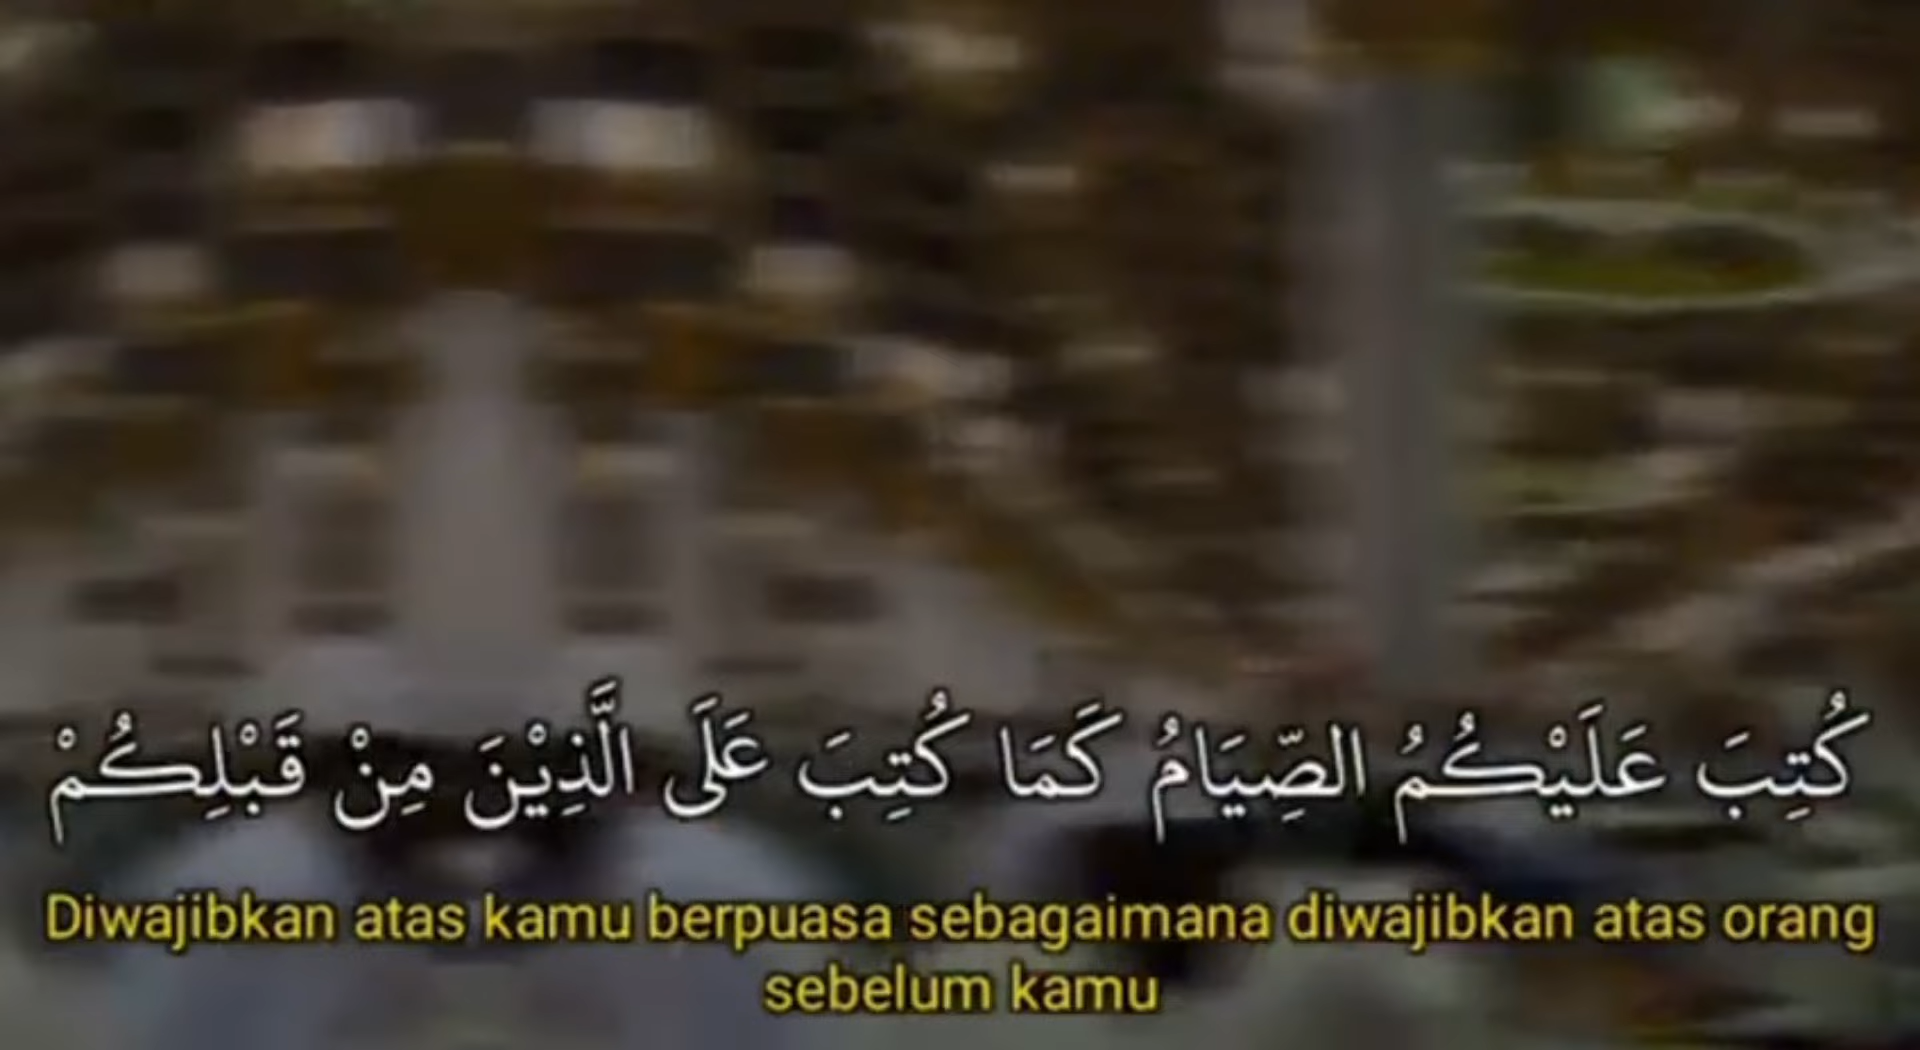 كُتِبَ عَلَيْكُمُ الصِّيَامُ كَمَا كُتِبَ عَلَى الَّذِيْنَ مِنْ قَبْلِكُمْ
Diwajibkan atas kamu berpuasa sebagaimana diwajibkan atas orang
sebelum kamu